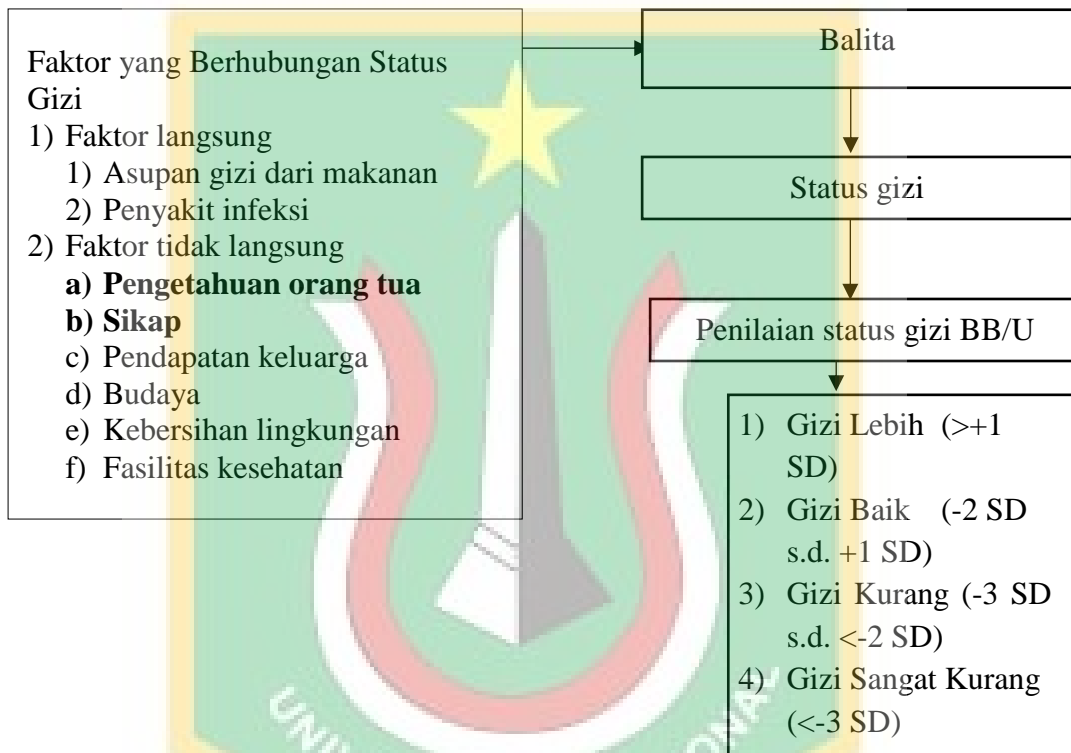 Faktor yang Berhubungan Status
Gizi
1) Faktor langsung
1) Asupan gizi dari makanan
2) Penyakit infeksi
2) Faktor tidak langsung
a) Pengetahuan orang tua
b) Sikap
c) Pendapatan keluarga
d) Budaya
e) Kebersihan lingkungan
f) Fasilitas kesehatan
Balita
Status gizi
Penilaian status gizi BB/U
1) Gizi Lebih (>+1
SD)
2) Gizi Baik (-2 SD
s.d. +1 SD)
3) Gizi Kurang (-3 SD
s.d. <-2 SD)
4) Gizi Sangat Kurang
(<-3 SD)